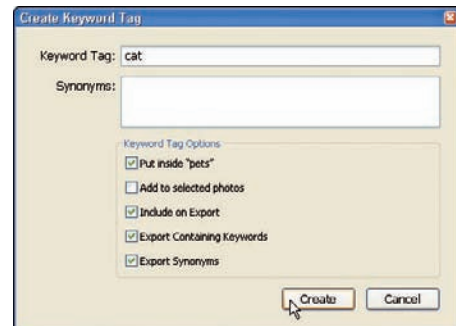 Create Keyword Tag
Keyword Tag: cat
Synonyms:
Keyword Tag Options
Put inside "pets"
Add to selected photos
Include on Export
Export Containing Keywords
Export Synonyms
Create Cancel